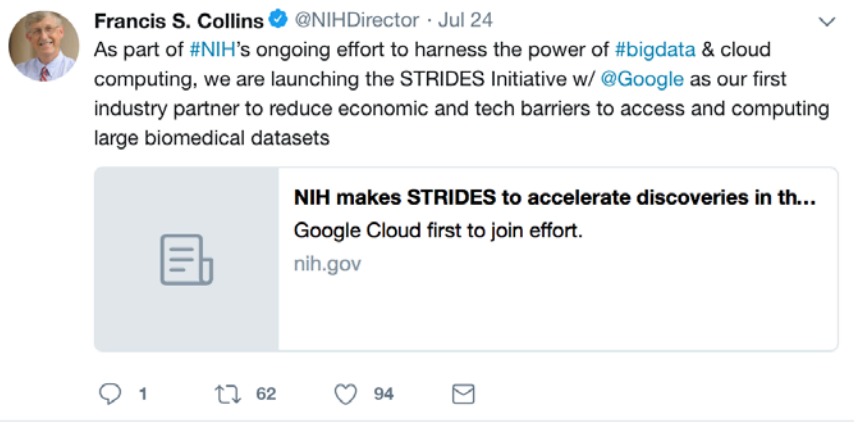 Francis S. Collins @NIHDirector · Jul 24
As part of #NIH's ongoing effort to harness the power of #bigdata & cloud
computing, we are launching the STRIDES Initiative w/ @Google as our first
industry partner to reduce economic and tech barriers to access and computing
large biomedical datasets
NIH makes STRIDES to accelerate discoveries in th...
Google Cloud first to join effort.
nih.gov
1 62 94